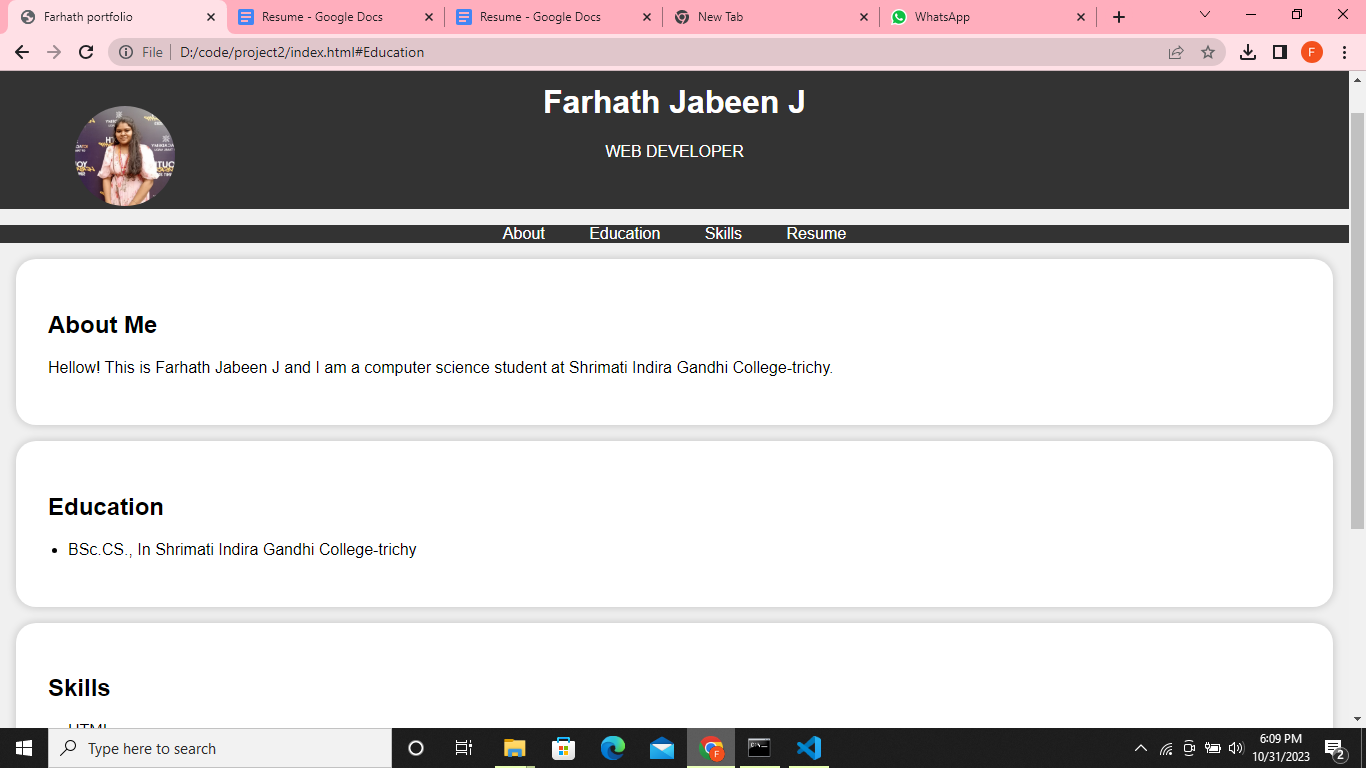 Farhath portfolio
Resume - Google Docs
Resume - Google Docs
New Tab
WhatsApp
File
D:/code/project2/index.html#Education
F
Farhath Jabeen J
WEB DEVELOPER
About Education Skills Resume
About Me
Hellow! This is Farhath Jabeen J and I am a computer science student at Shrimati Indira Gandhi College-trichy.
Education
• BSc.CS., In Shrimati Indira Gandhi College-trichy
Skills
HTML
Type here to search
F
6:09 PM
10/31/2023
2